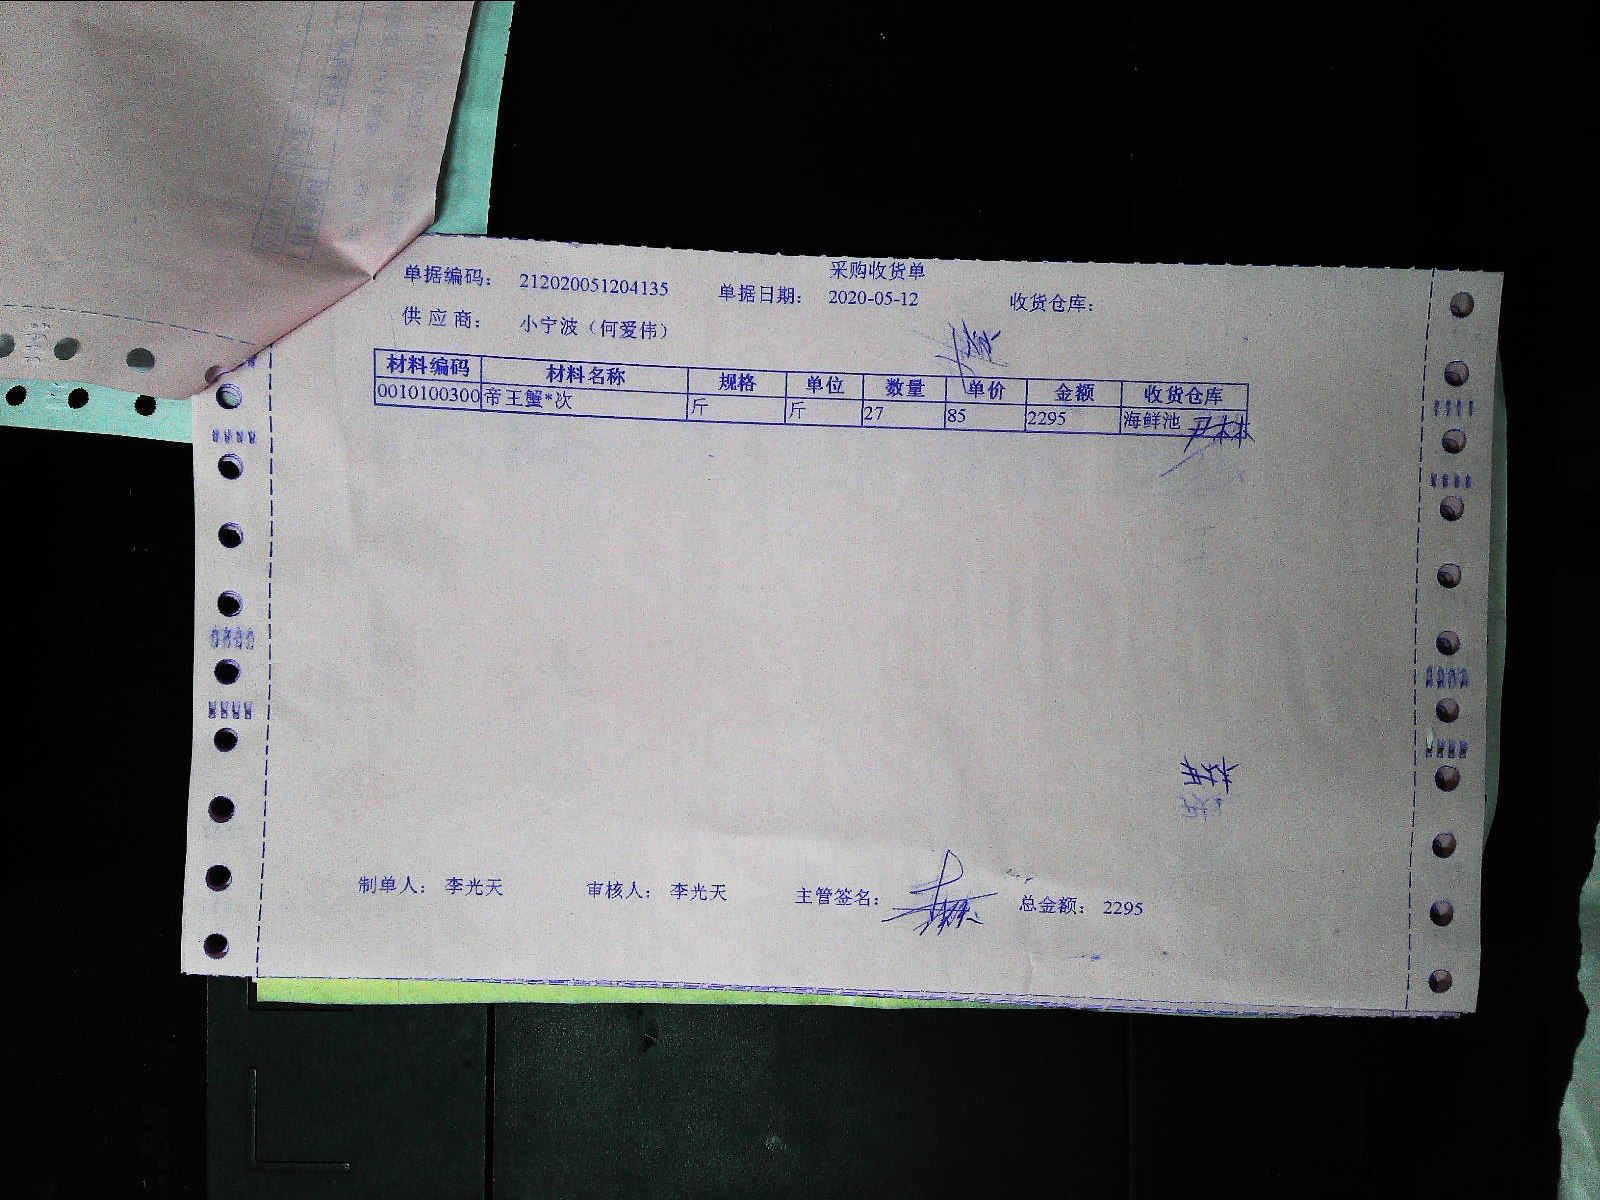 采购收货单
单据编码： 212020051204135 单据日期： 2020-05-12 收货仓库：
供应商： 小宁波（何爱伟）
材料编码 材料名称 规格 单位 数量 单价 金额 收货仓库
0010100300 帝王蟹*次 斤 斤 27 85 2295 海鲜池
制单人： 李光天 审核人： 李光天 主管签名： 总金额： 2295